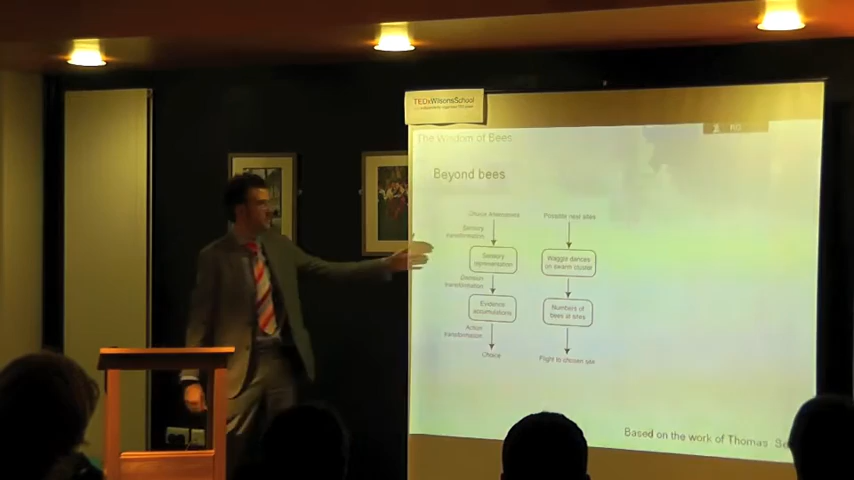 TEDxWilsonsSchool
The Wisdom of Bees
Beyond bees
Choice Alternatives
Possible nest sites
Sensory
transformation
Sensory
representation
Waggle dances
on swarm cluster
Decision
transformation
Evidence
accumulations
Numbers of
bees at sites
Action
transformation
Choice
Flight to chosen site
Based on the work of Thomas